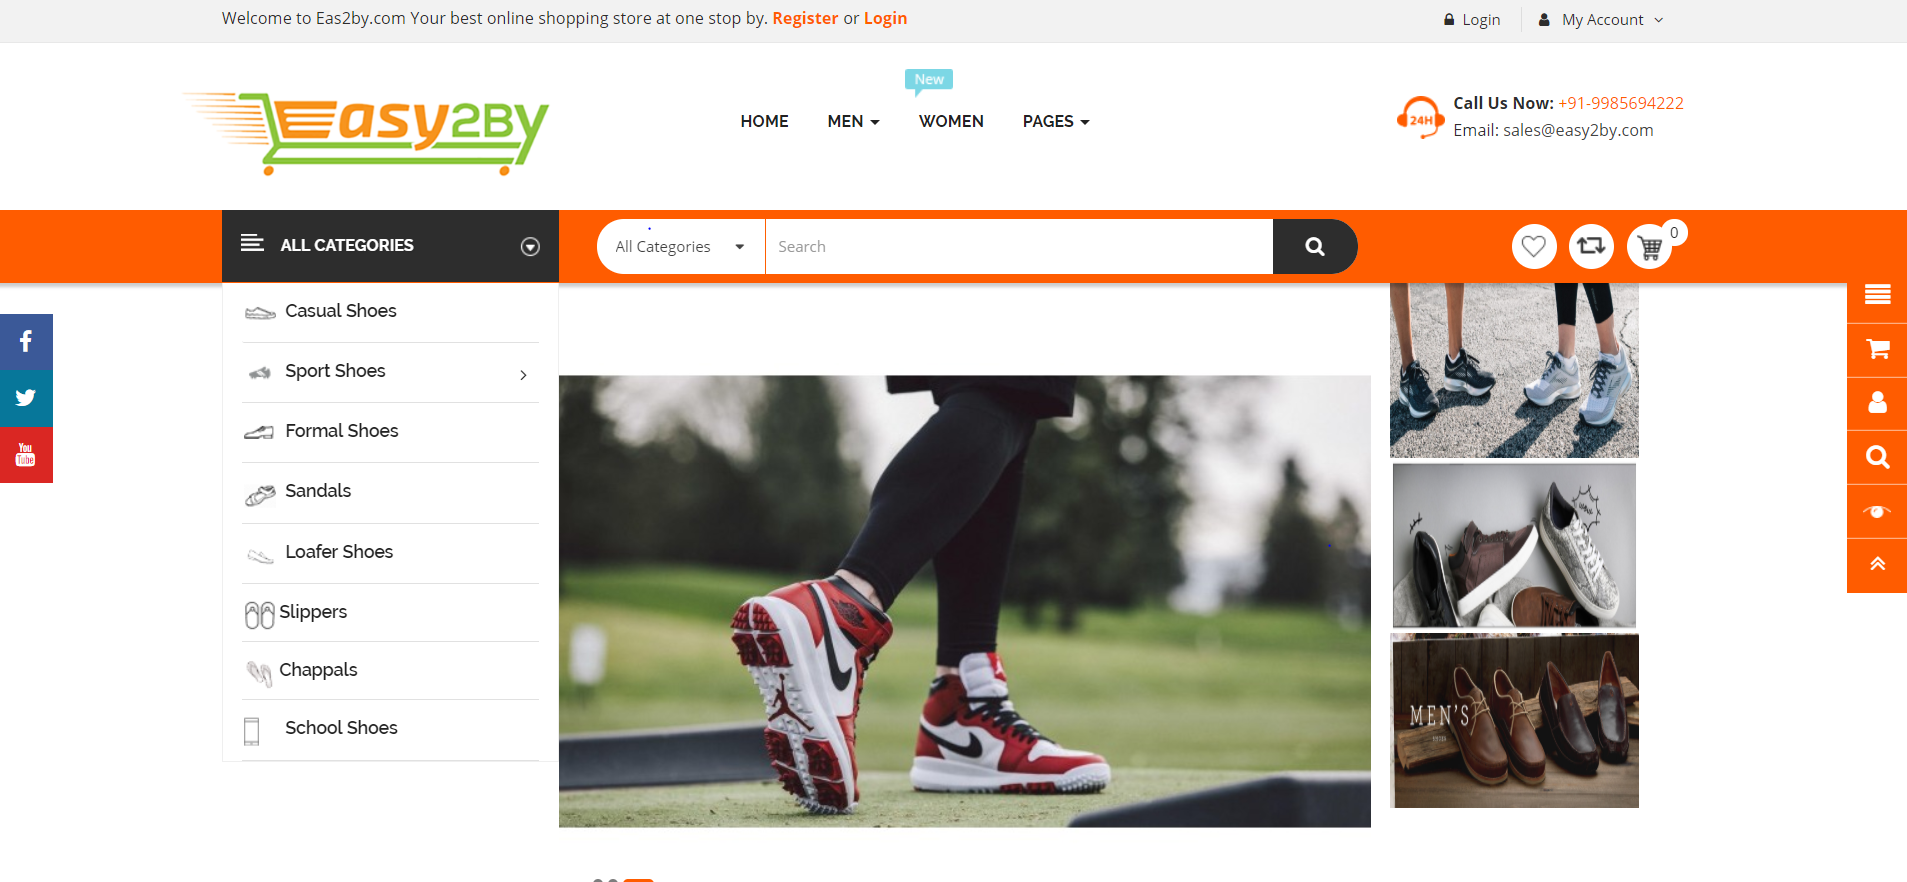 Welcome to Eas2by.com Your best online shopping store at one stop by. Register or Login
Login
My Account
Easy2By
New
HOME
MEN
WOMEN
PAGES
24H
Call Us Now: +91-9985694222
Email: sales@easy2by.com
ALL CATEGORIES
All Categories
Search
0
Casual Shoes
Sport Shoes
Formal Shoes
Sandals
Loafer Shoes
Slippers
Chappals
School Shoes
You
Tube
MEN'S